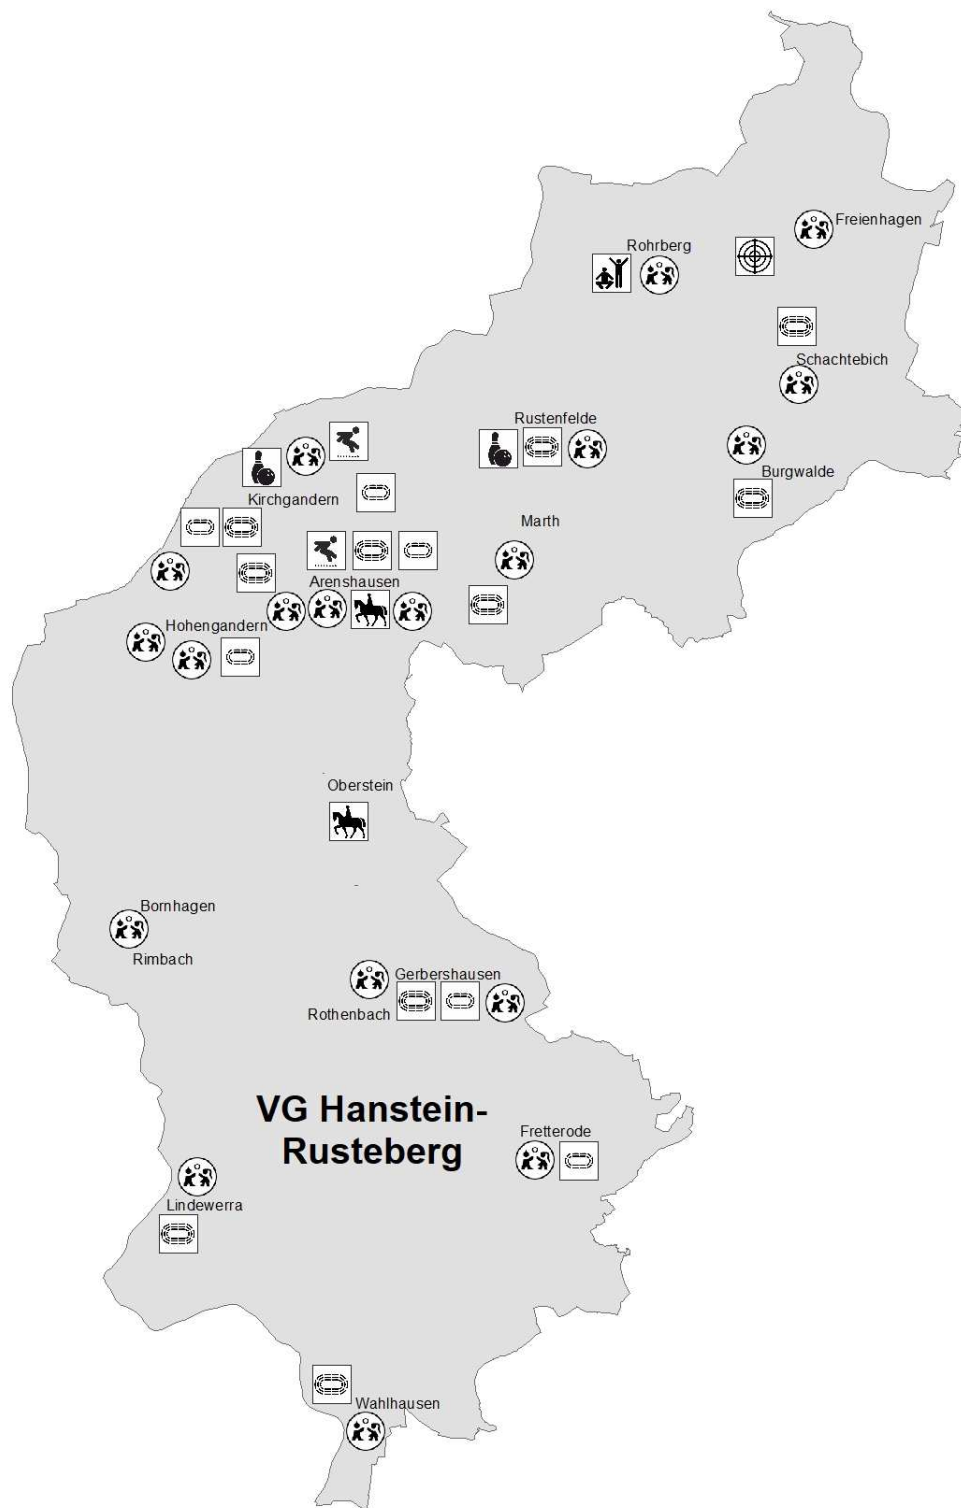 Freienhagen
Rohrberg
Schachtebich
Rustenfelde
Burgwalde
Kirchgandern
Marth
Arenshausen
Hohengandern
Oberstein
Bornhagen
Rimbach
Gerbershausen
Rothenbach
VG Hanstein-
Rusteberg
Fretterode
Lindewerra
Wahlhausen